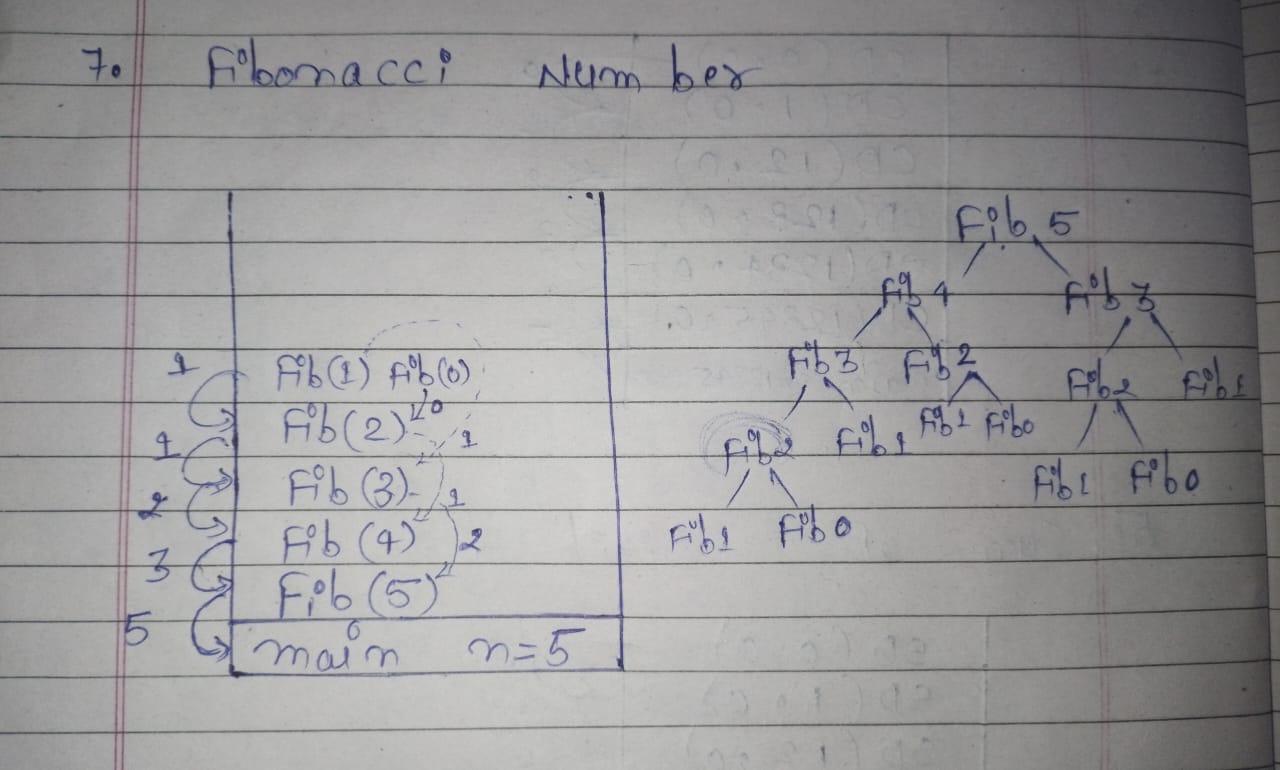 7. Fibonacci Number
Fib 5
Fib 4 Fib 3
1 Fib(1) Fib(0)
Fib 3 Fib 2 Fib 2 Fib 1
Fib(2) 0 1
Fib 1 Fib 0
1 Fib 2 Fib 1
2 Fib(3) 1
Fib 1 Fib 0
3 Fib(4) 2
Fib 1 Fib 0
Fib(5)
5 main n=5